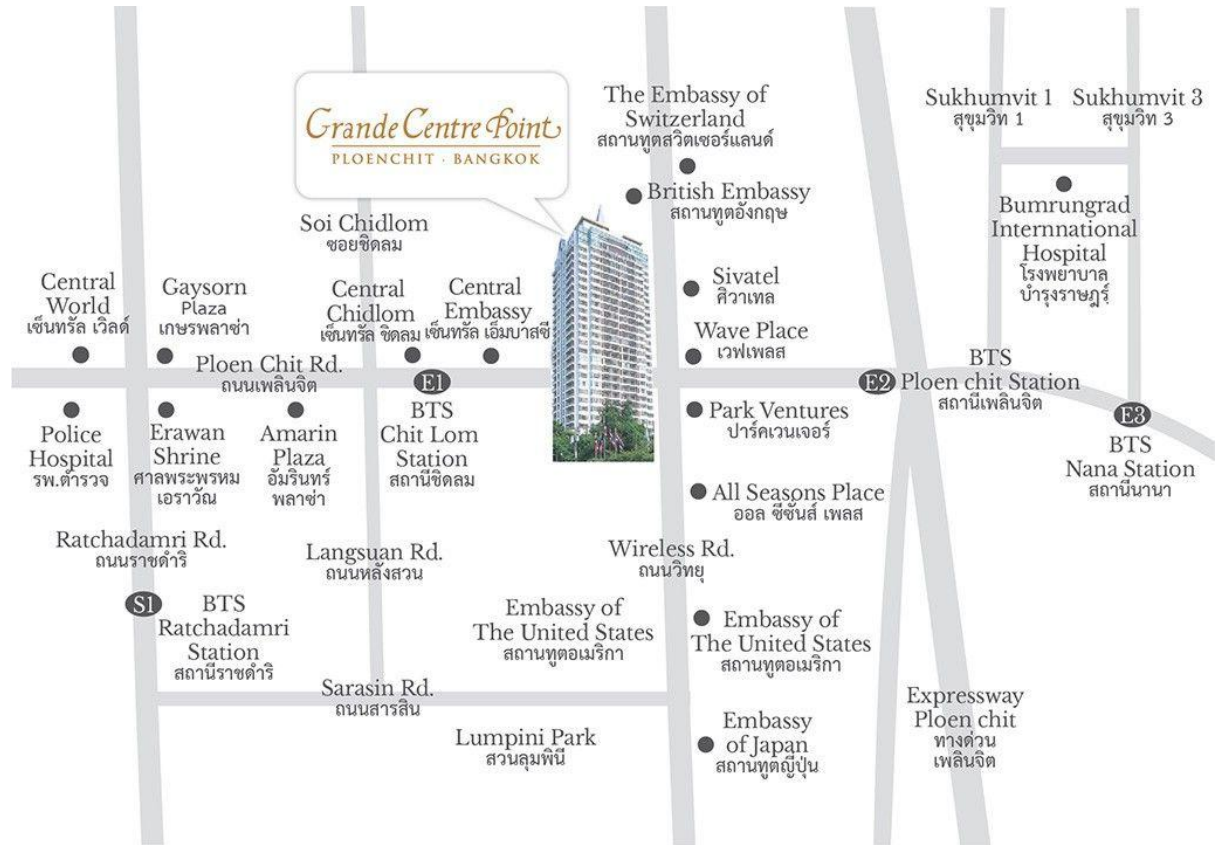 Grande Centre Point
PLOENCHIT · BANGKOK
The Embassy of
Switzerland
สถานทูตสวิตเซอร์แลนด์
British Embassy
สถานทูตอังกฤษ
Sukhumvit 1
สุขุมวิท 1
Sukhumvit 3
สุขุมวิท 3
Bumrungrad
Internnational
Hospital
โรงพยาบาล
บำรุงราษฎร์
Soi Chidlom
ซอยชิดลม
Central
World
เซ็นทรัล เวิลด์
Gaysorn
Plaza
เกษรพลาซ่า
Central
Chidlom
เซ็นทรัล ชิดลม
Central
Embassy
เซ็นทรัล เอ็มบาสซี
Sivatel
ศิวาเทล
Wave Place
เวฟเพลส
Ploen Chit Rd.
ถนนเพลินจิต
E1
BTS
Chit Lom
Station
สถานีชิดลม
E2
BTS
Ploen chit Station
สถานีเพลินจิต
E3
BTS
Nana Station
สถานีนานา
Police
Hospital
รพ.ตำรวจ
Erawan
Shrine
ศาลพระพรหม
เอราวัณ
Amarin
Plaza
อัมรินทร์
พลาซ่า
Park Ventures
ปาร์คเวนเจอร์
All Seasons Place
ออล ซีซันส์ เพลส
Ratchadamri Rd.
ถนนราชดำริ
Langsuan Rd.
ถนนหลังสวน
Wireless Rd.
ถนนวิทยุ
S1
BTS
Ratchadamri
Station
สถานีราชดำริ
Embassy of
The United States
สถานทูตอเมริกา
Embassy of
The United States
สถานทูตอเมริกา
Sarasin Rd.
ถนนสารสิน
Lumpini Park
สวนลุมพินี
Embassy
of Japan
สถานทูตญี่ปุ่น
Expressway
Ploen chit
ทางด่วน
เพลินจิต